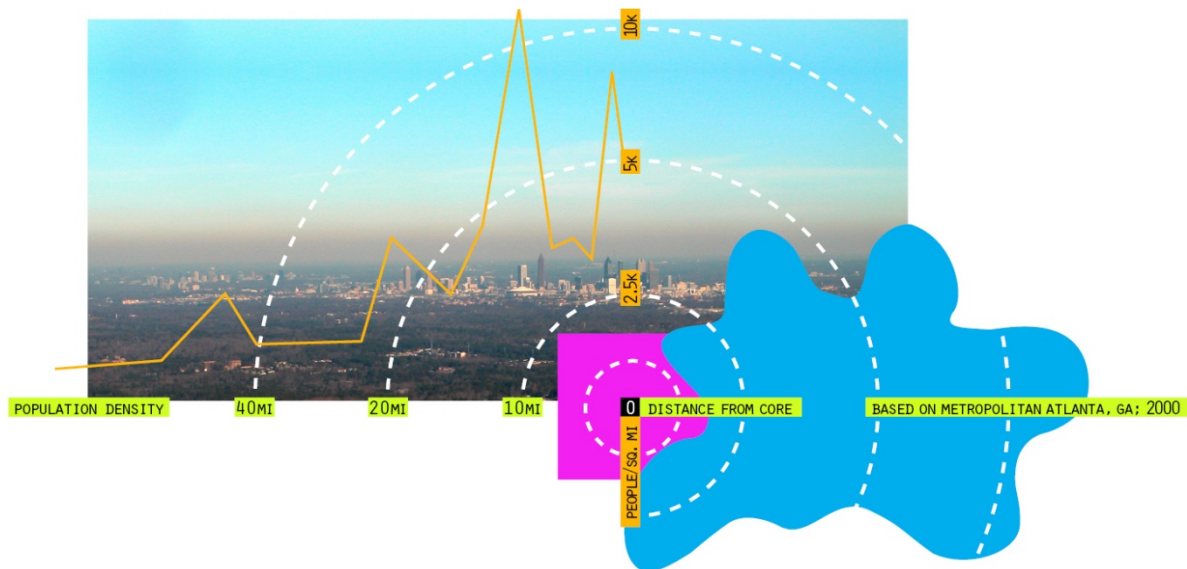 10K
5K
2.5K
POPULATION DENSITY
40MI
20MI
10MI
0
DISTANCE FROM CORE
BASED ON METROPOLITAN ATLANTA, GA; 2000
PEOPLE/SQ. MI